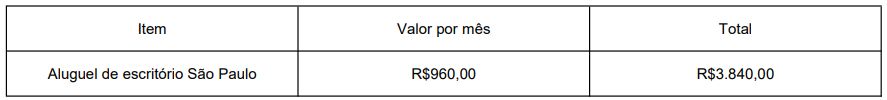 Item Valor por mês Total
Aluguel de escritório São Paulo R$960,00 R$3.840,00